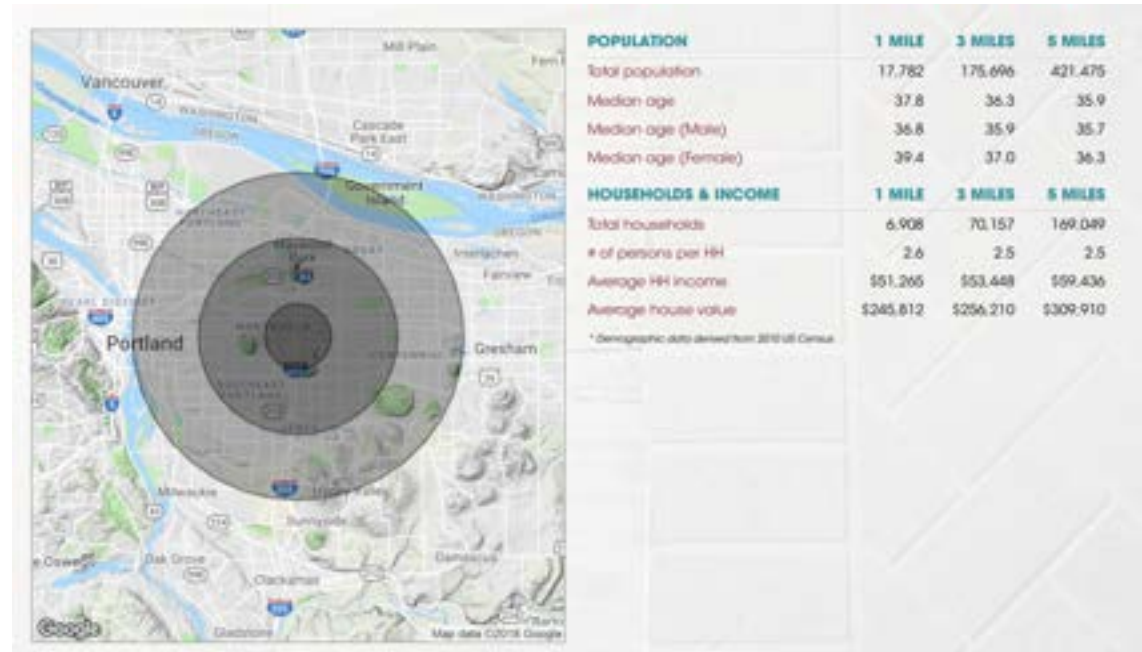 Mill Plain
Vancouver
WASHINGTON
OREGON
Cascade
Park East
Government
Island
WASHINGTON
OREGON
Fairview
Portland
Gresham
Milwaukie
Sunnyside
Oak Grove
Damascus
Clackamas
Gladstone
Google
Map data ©2018 Google
POPULATION 1 MILE 3 MILES 5 MILES
Total population 17,782 175,696 421,475
Median age 37.8 36.3 35.9
Median age (Male) 36.8 35.9 35.7
Median age (Female) 39.4 37.0 36.3
HOUSEHOLDS & INCOME 1 MILE 3 MILES 5 MILES
Total households 6,908 70,157 169,049
# of persons per HH 2.6 2.5 2.5
Average HH income $51,265 $53,448 $59,436
Average house value $245,812 $256,210 $309,910
* Demographic data derived from 2010 US Census